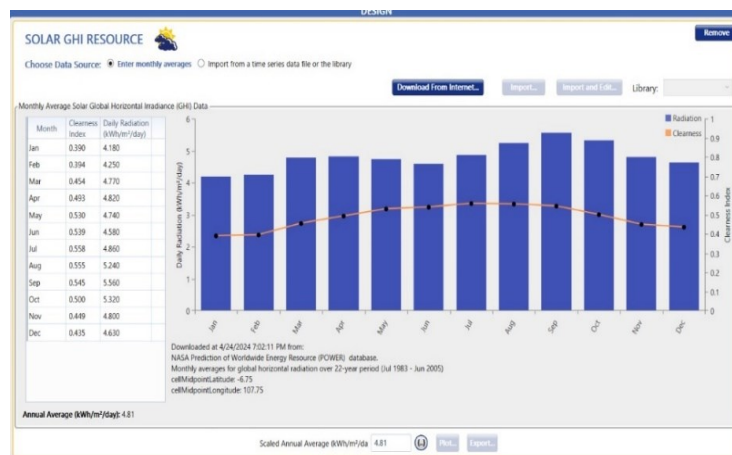 DESIGN
SOLAR GHI RESOURCE
Remove
Choose Data Source: Enter monthly averages Import from a time series data file or the library
Download From Internet... Import... Import and Edit... Library:
Monthly Average Solar Global Horizontal Irradiance (GHI) Data
Month Clearness Index Daily Radiation (kWh/m²/day)
Jan 0.390 4.180
Feb 0.394 4.250
Mar 0.454 4.770
Apr 0.493 4.820
May 0.530 4.740
Jun 0.539 4.580
Jul 0.558 4.860
Aug 0.555 5.240
Sep 0.545 5.560
Oct 0.500 5.320
Nov 0.449 4.800
Dec 0.435 4.630
Daily Radiation (kWh/m²/day)
6
5
4
3
2
1
0
Radiation
Clearness
1
0.9
0.8
0.7
0.6
0.5
0.4
0.3
0.2
0.1
0
Clearness Index
Jan Feb Mar Apr May Jun Jul Aug Sep Oct Nov Dec
Downloaded at 4/24/2024 7:02:11 PM from:
NASA Prediction of Worldwide Energy Resource (POWER) database.
Monthly averages for global horizontal radiation over 22-year period (Jul 1983 - Jun 2005)
cellMidpointLatitude: -6.75
cellMidpointLongitude: 107.75
Annual Average (kWh/m²/day): 4.81
Scaled Annual Average (kWh/m²/da 4.81 {..} Plot... Export...